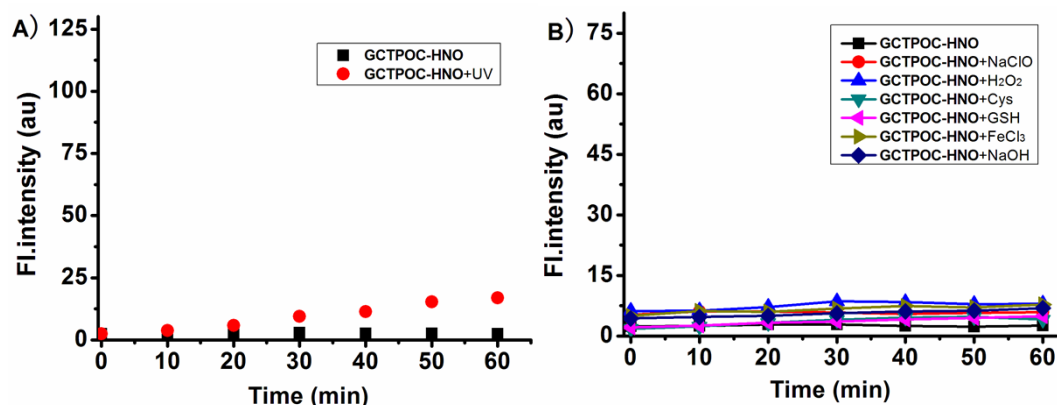 A)
Fl.intensity (au)
125
100
75
50
25
0
GCTPOC-HNO
GCTPOC-HNO+UV
0 10 20 30 40 50 60
Time (min)
B)
Fl.intensity (au)
75
60
45
30
15
0
GCTPOC-HNO
GCTPOC-HNO+NaClO
GCTPOC-HNO+H₂O₂
GCTPOC-HNO+Cys
GCTPOC-HNO+GSH
GCTPOC-HNO+FeCl₃
GCTPOC-HNO+NaOH
0 10 20 30 40 50 60
Time (min)